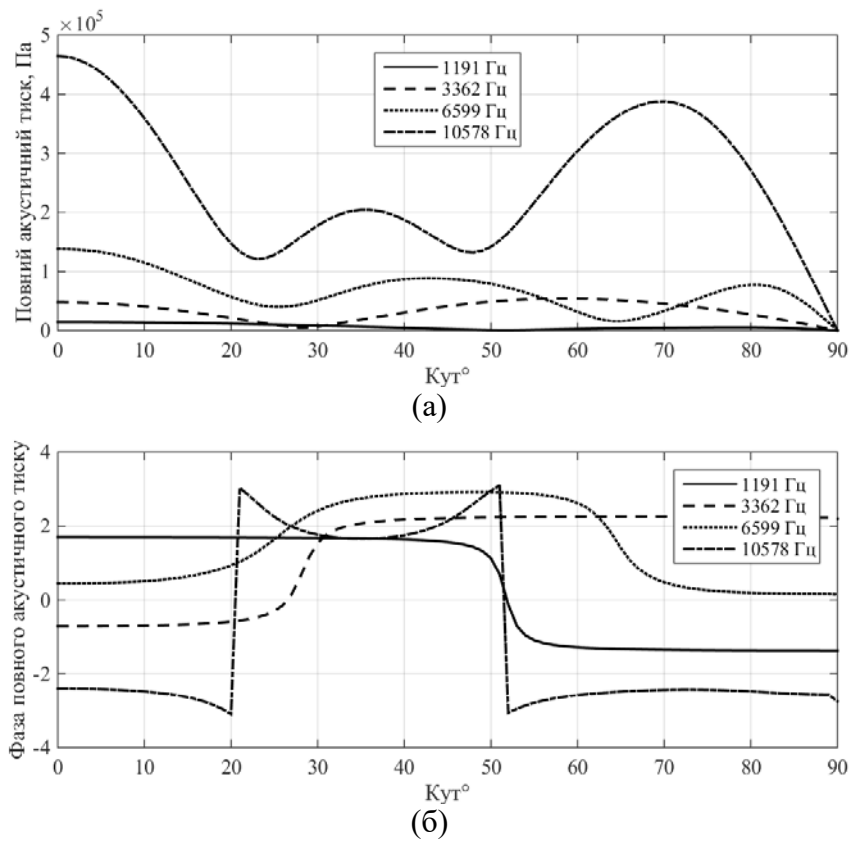 ×10⁵
Повний акустичний тиск, Па
5
4
3
2
1
0
1191 Гц
3362 Гц
6599 Гц
10578 Гц
0 10 20 30 40 50 60 70 80 90
Кут°
(а)
Фаза повного акустичного тиску
4
2
0
-2
-4
1191 Гц
3362 Гц
6599 Гц
10578 Гц
0 10 20 30 40 50 60 70 80 90
Кут°
(б)